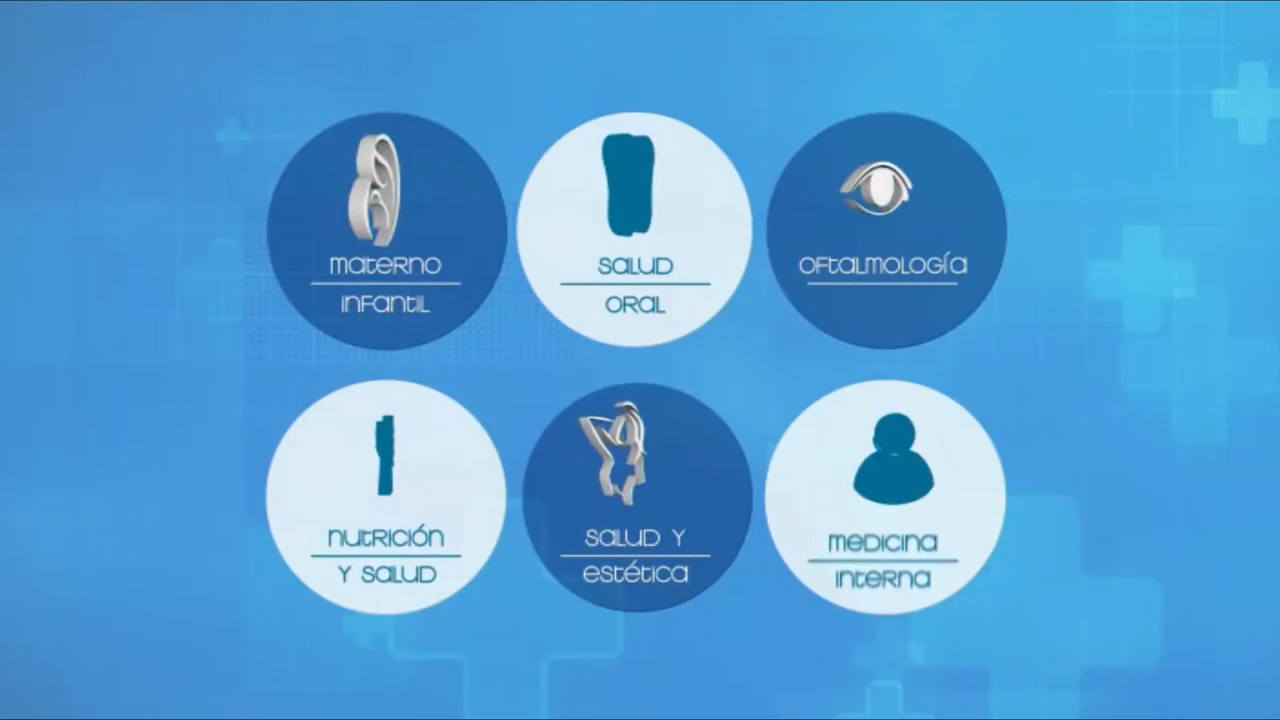 materno
infantil
salud
oral
oftalmología
nutrición
y salud
salud y
estética
medicina
interna